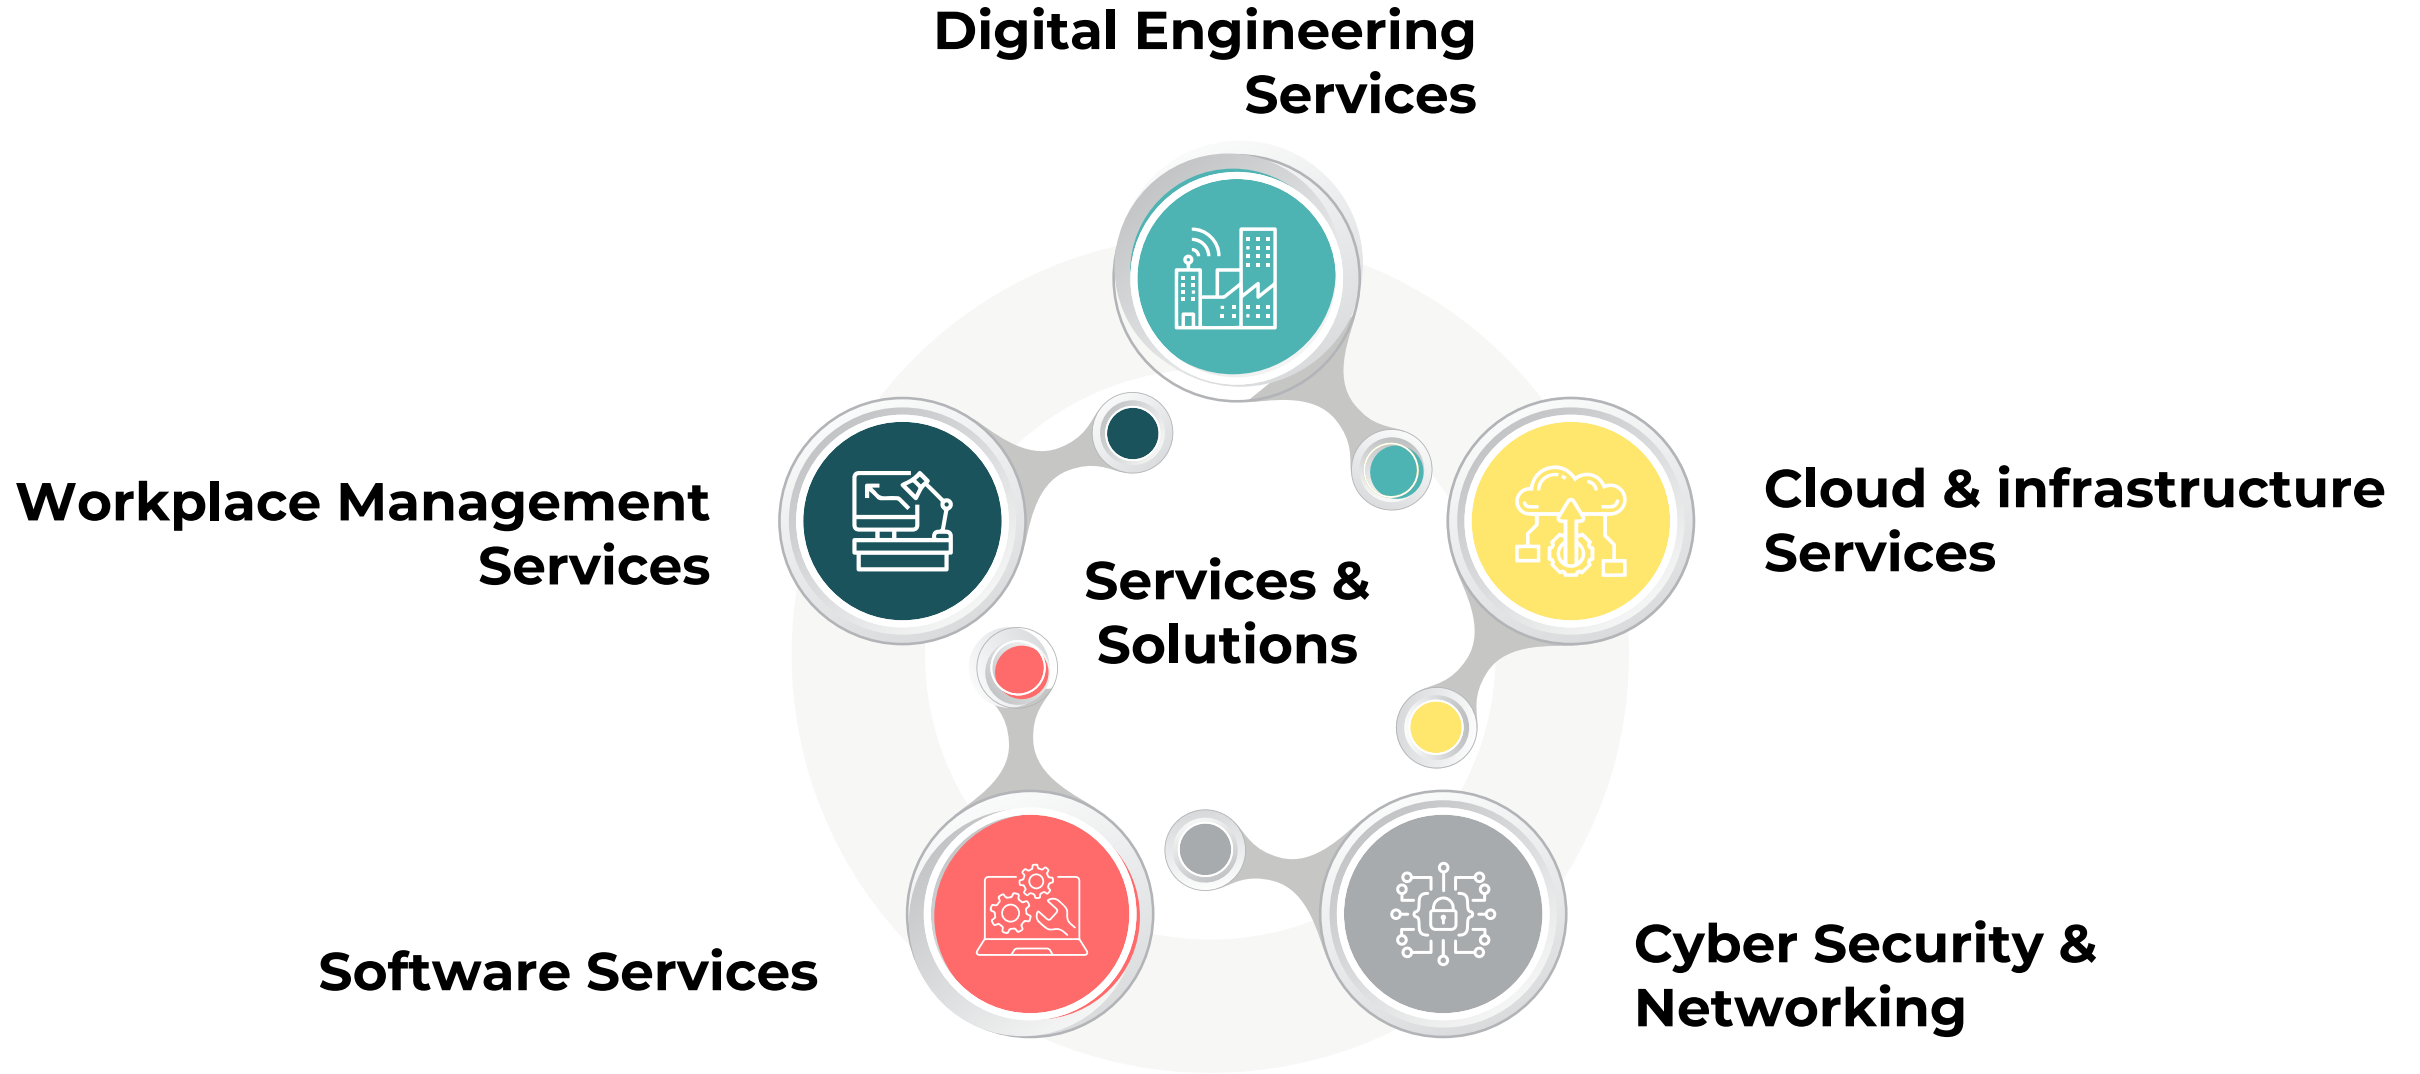 Digital Engineering
Services
Workplace Management
Services
Cloud & infrastructure
Services
Services &
Solutions
Software Services
Cyber Security &
Networking